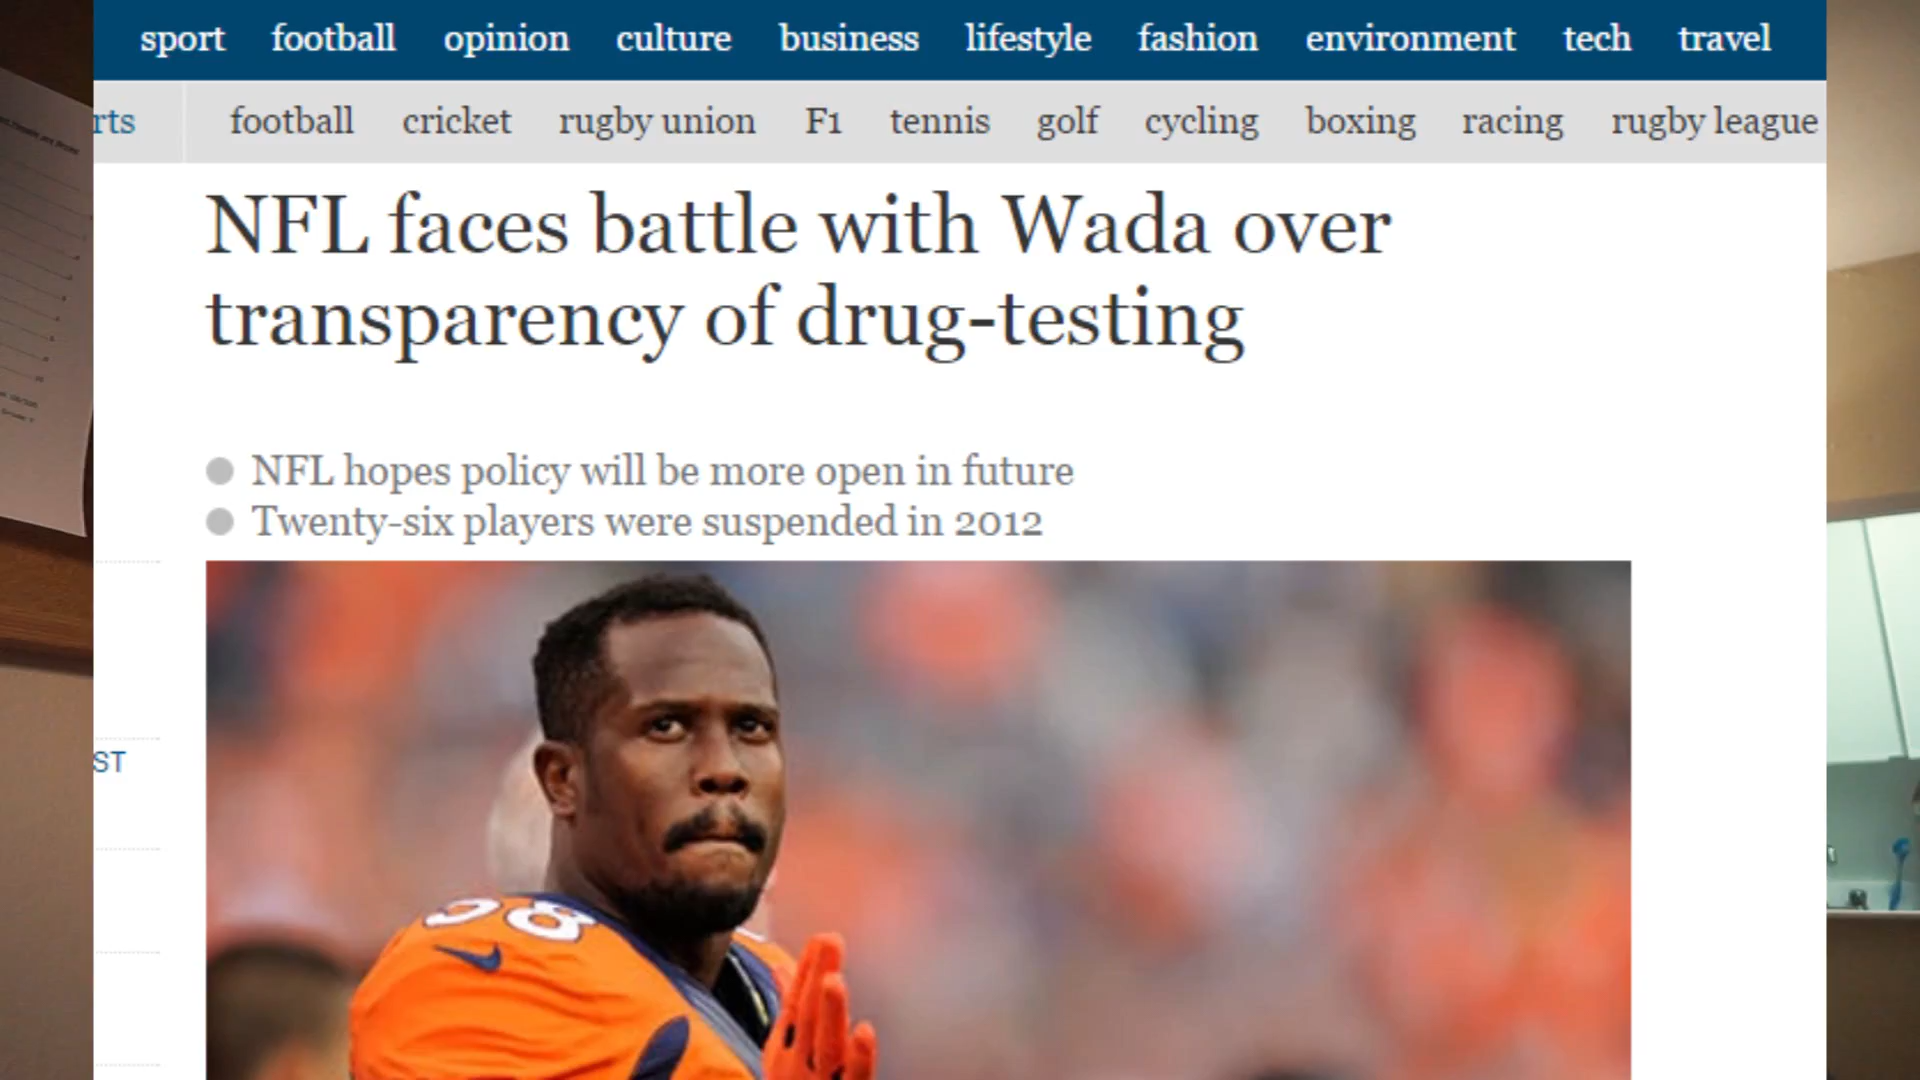 sport football opinion culture business lifestyle fashion environment tech travel
rts football cricket rugby union F1 tennis golf cycling boxing racing rugby league
NFL faces battle with Wada over
transparency of drug-testing
NFL hopes policy will be more open in future
Twenty-six players were suspended in 2012
ST
58